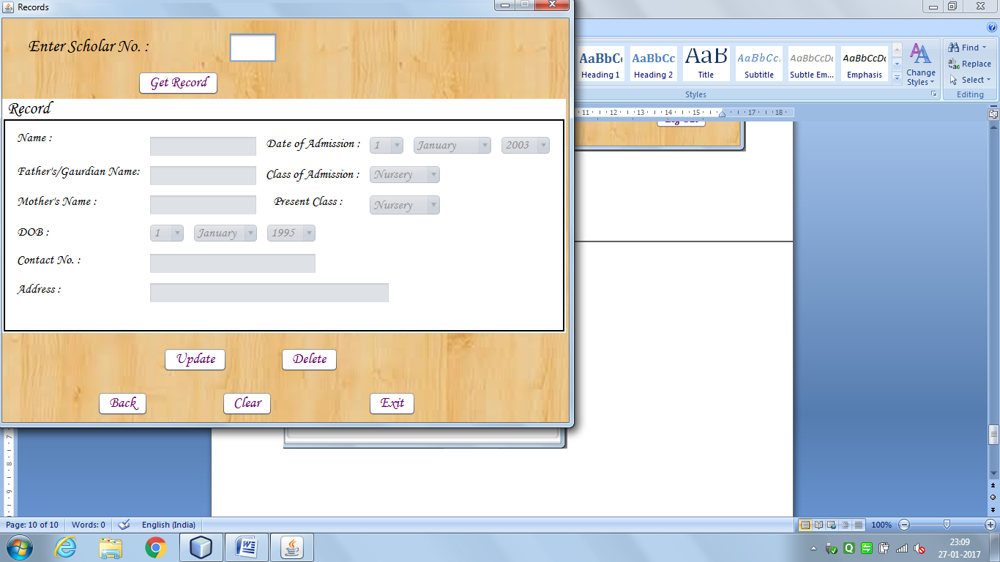 Records
Enter Scholar No. :
Get Record
Record
Name :
Date of Admission :
1
January
2003
Father's/Gaurdian Name:
Class of Admission :
Nursery
Mother's Name :
Present Class :
Nursery
DOB :
1
January
1995
Contact No. :
Address :
Update
Delete
Back
Clear
Exit
AaBbC AaBbCc AaB AaBbCc. AaBbCcDc AaBbCcDc
Heading 1
Heading 2
Title
Subtitle
Subtle Em...
Emphasis
Change
Styles
Styles
Find
Replace
Select
Editing
11 12 13 14 15 17 18
7
8
9
Page: 10 of 10
Words: 0
English (India)
100%
23:09
27-01-2017